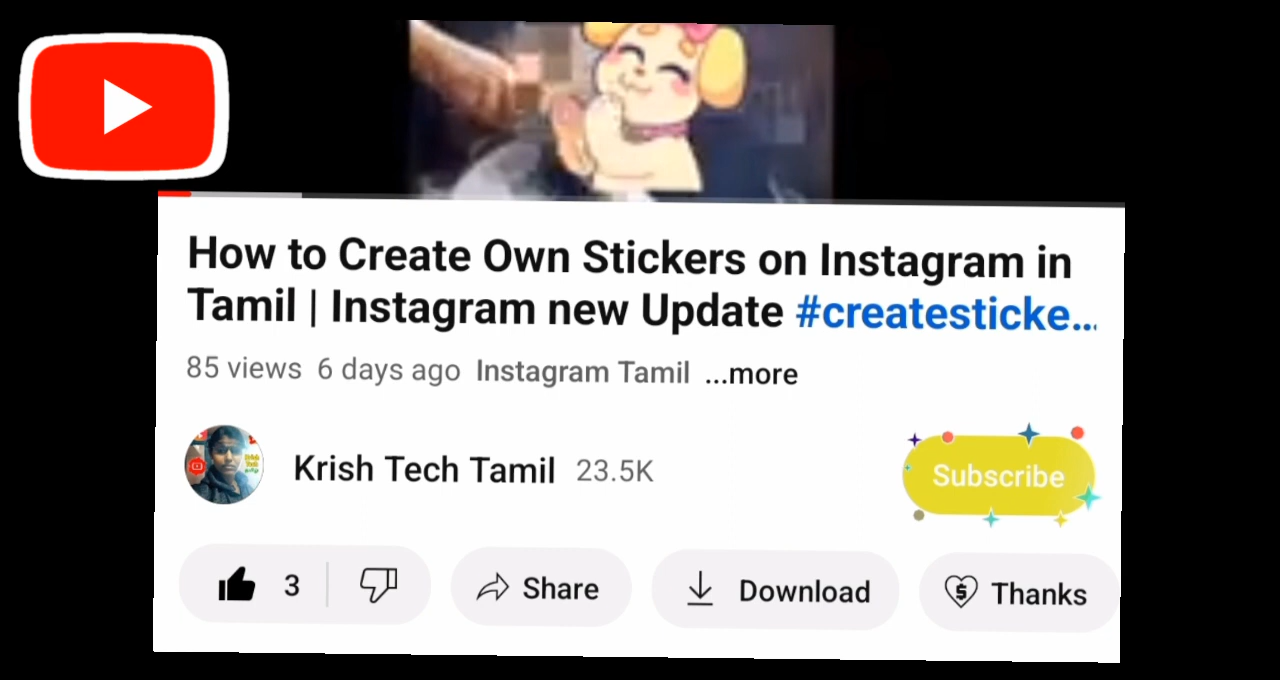 How to Create Own Stickers on Instagram in
Tamil | Instagram new Update #createsticke...
85 views 6 days ago Instagram Tamil ...more
Krish Tech Tamil 23.5K
Subscribe
3
Share
Download
Thanks